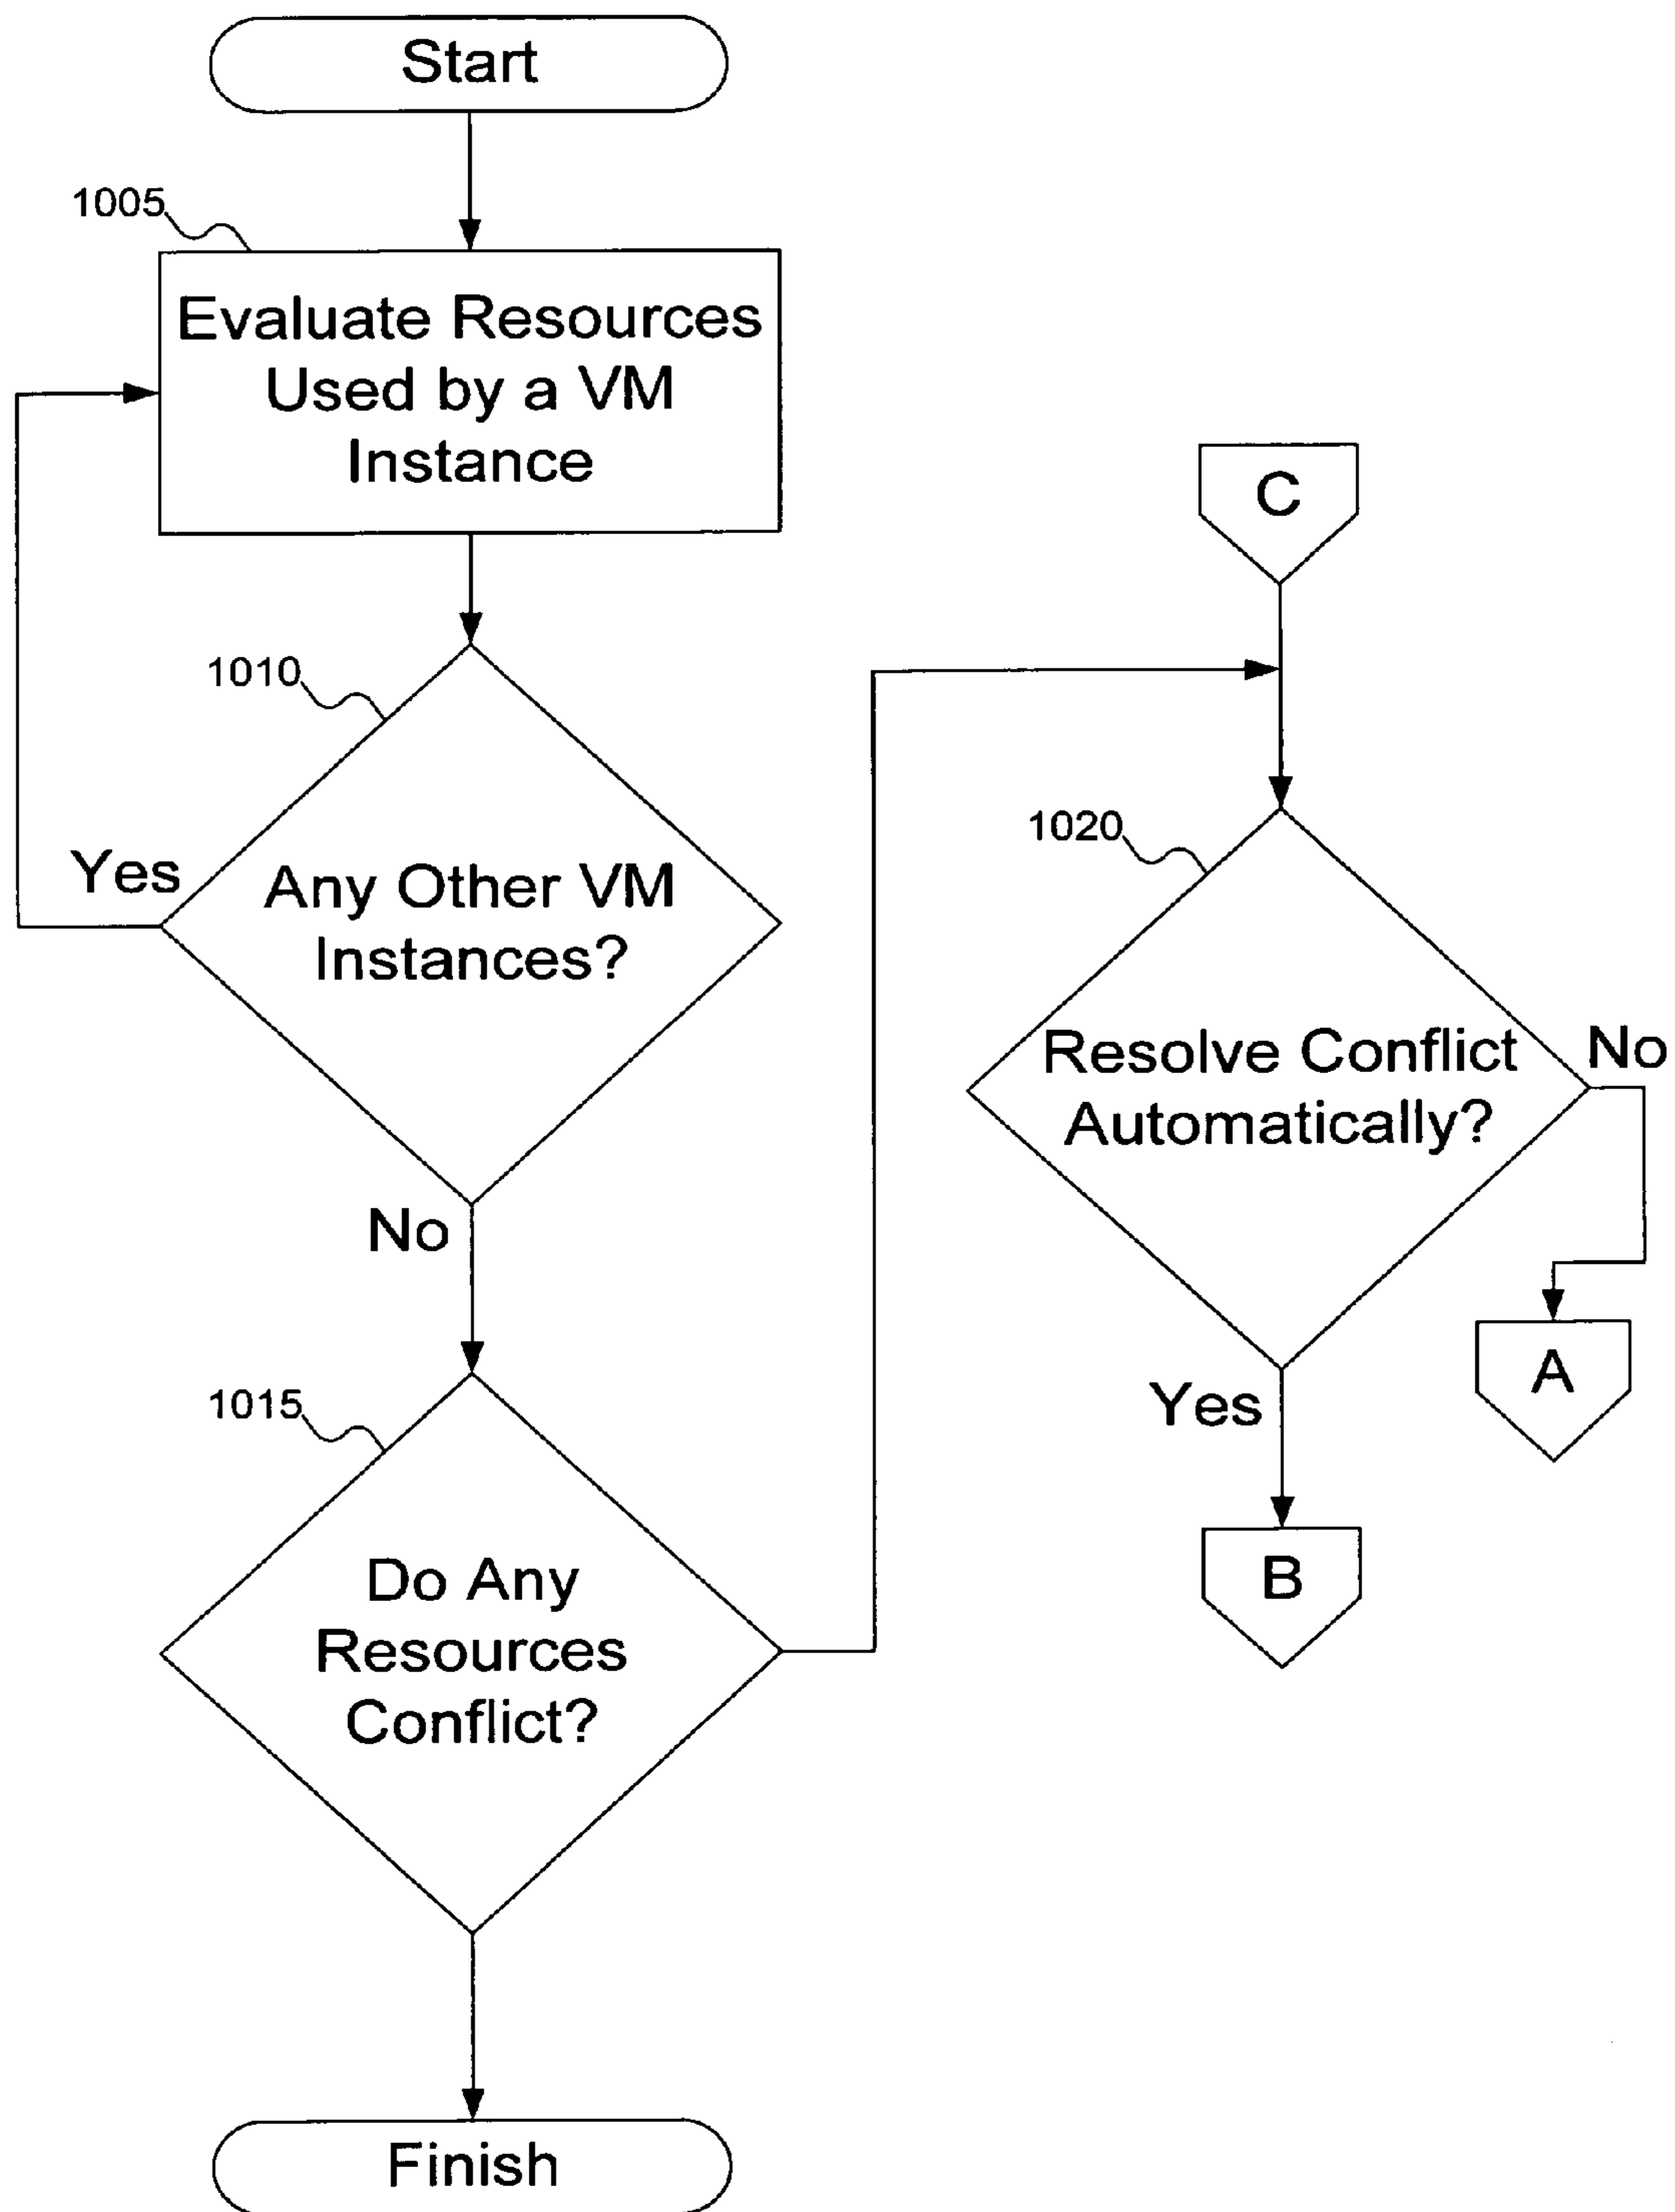 Start
1005
Evaluate Resources
Used by a VM
Instance
1010
Yes
Any Other VM
Instances?
No
1015
Do Any
Resources
Conflict?
Finish
C
1020
Resolve Conflict
Automatically?
No
A
Yes
B